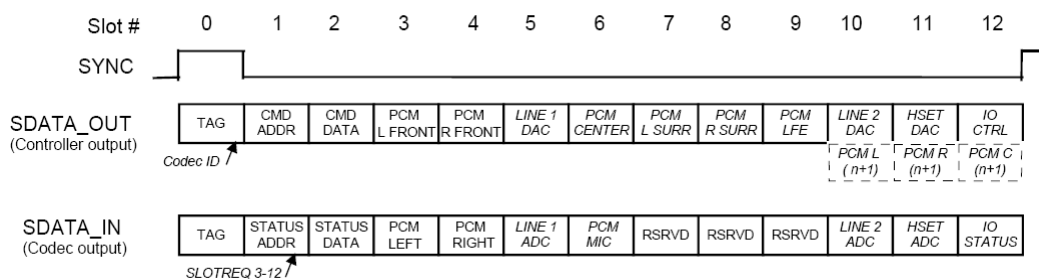 Slot # 0 1 2 3 4 5 6 7 8 9 10 11 12
SYNC
SDATA_OUT
(Controller output)
TAG
CMD ADDR
CMD DATA
PCM L FRONT
PCM R FRONT
LINE 1 DAC
PCM CENTER
PCM L SURR
PCM R SURR
PCM LFE
LINE 2 DAC
HSET DAC
IO CTRL
Codec ID
PCM L (n+1)
PCM R (n+1)
PCM C (n+1)
SDATA_IN
(Codec output)
TAG
STATUS ADDR
STATUS DATA
PCM LEFT
PCM RIGHT
LINE 1 ADC
PCM MIC
RSRVD
RSRVD
RSRVD
LINE 2 ADC
HSET ADC
IO STATUS
SLOTREQ 3-12